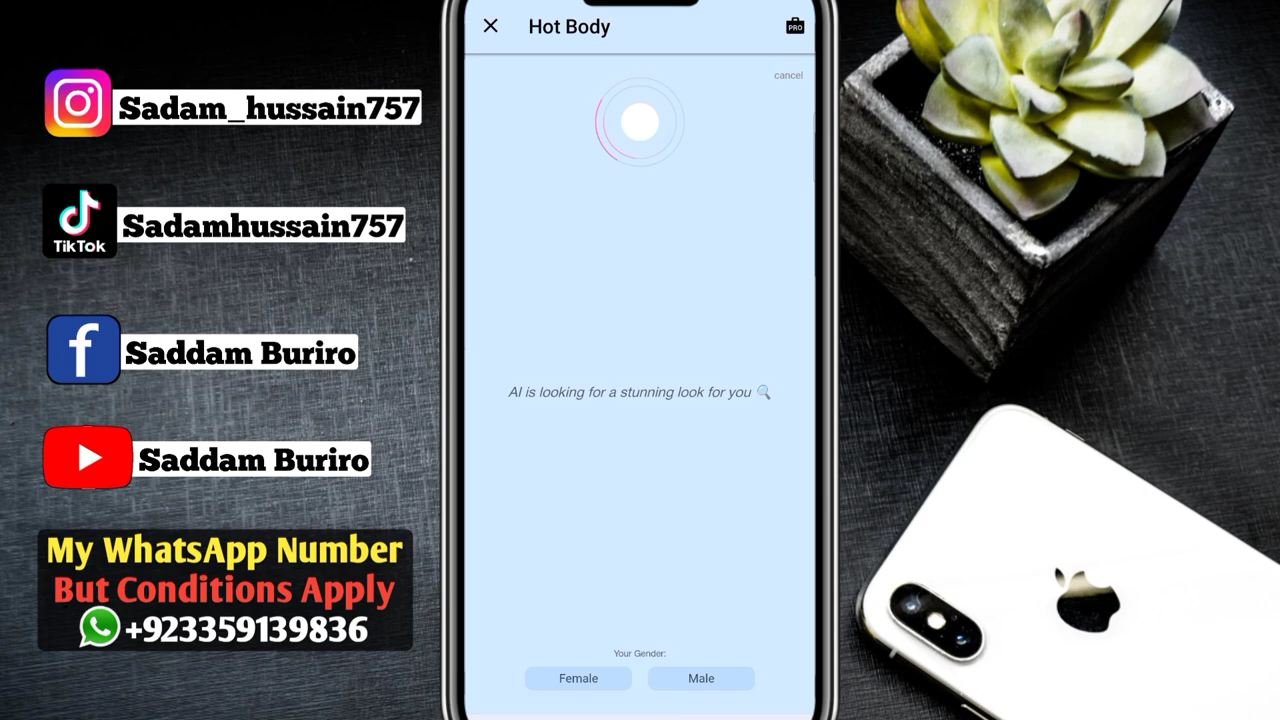 Sadam_hussain757
TikTok
Sadamhussain757
Saddam Buriro
Saddam Buriro
My WhatsApp Number
But Conditions Apply
+923359139836
Hot Body
PRO
cancel
AI is looking for a stunning look for you 🔍
Your Gender:
Female
Male